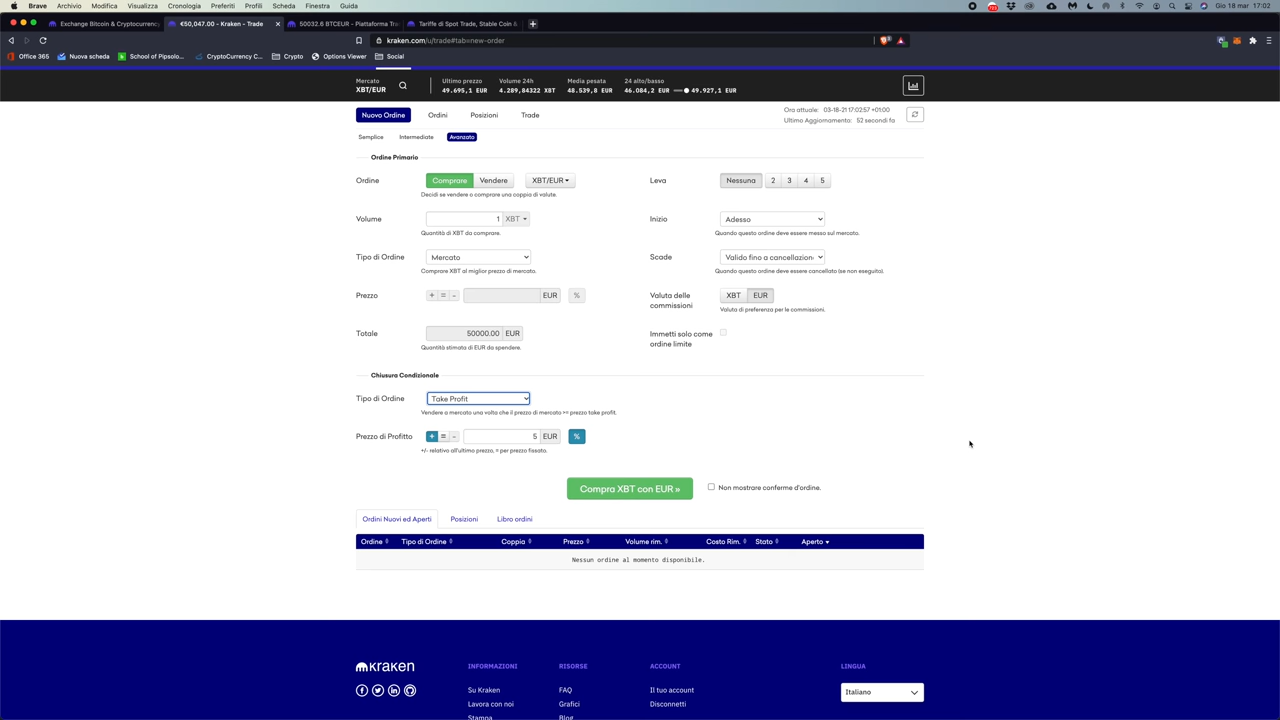 Brave Archivio Modifica Visualizza Cronologia Preferiti Profili Scheda Finestra Guida Gio 18 mar 17:02
Exchange Bitcoin & Cryptocurrency
€50,047.00 - Kraken - Trade
50032.6 BTCEUR - Piattaforma Tra
Tariffe di Spot Trade, Stable Coin &
kraken.com/u/trade#tab=new-order
Office 365 Nuova scheda School of Pipsolo... CryptoCurrency C... Crypto Options Viewer Social
Mercato Ultimo prezzo Volume 24h Media pesata 24 alto/basso
XBT/EUR 49.695,1 EUR 4.289,84322 XBT 48.539,8 EUR 46.084,2 EUR 49.927,1 EUR
Nuovo Ordine Ordini Posizioni Trade
Ora attuale: 03-18-21 17:02:57 +01:00
Ultimo Aggiornamento: 52 secondi fa
Semplice Intermediate Avanzato
Ordine Primario
Ordine Comprare Vendere XBT/EUR
Decidi se vendere o comprare una coppia di valute.
Leva Nessuna 2 3 4 5
Volume 1 XBT
Quantità di XBT da comprare.
Inizio Adesso
Quando questo ordine deve essere messo sul mercato.
Tipo di Ordine Mercato
Comprare XBT al miglior prezzo di mercato.
Scade Valido fino a cancellazion
Quando questo ordine deve essere cancellato (se non eseguito).
Prezzo + = - EUR %
Valuta delle commissioni XBT EUR
Valuta di preferenza per le commissioni.
Totale 50000.00 EUR
Quantità stimata di EUR da spendere.
Immetti solo come ordine limite
Chiusura Condizionale
Tipo di Ordine Take Profit
Vendere a mercato una volta che il prezzo di mercato >= prezzo take profit.
Prezzo di Profitto + = - 5 EUR %
+/- relativo all'ultimo prezzo, = per prezzo fissato.
Compra XBT con EUR »
Non mostrare conferme d'ordine.
Ordini Nuovi ed Aperti Posizioni Libro ordini
Ordine Tipo di Ordine Coppia Prezzo Volume rim. Costo Rim. Stato Aperto
Nessun ordine al momento disponibile.
kraken
INFORMAZIONI RISORSE ACCOUNT LINGUA
Su Kraken FAQ Il tuo account Italiano
Lavora con noi Grafici Disconnetti
Stampa Blog